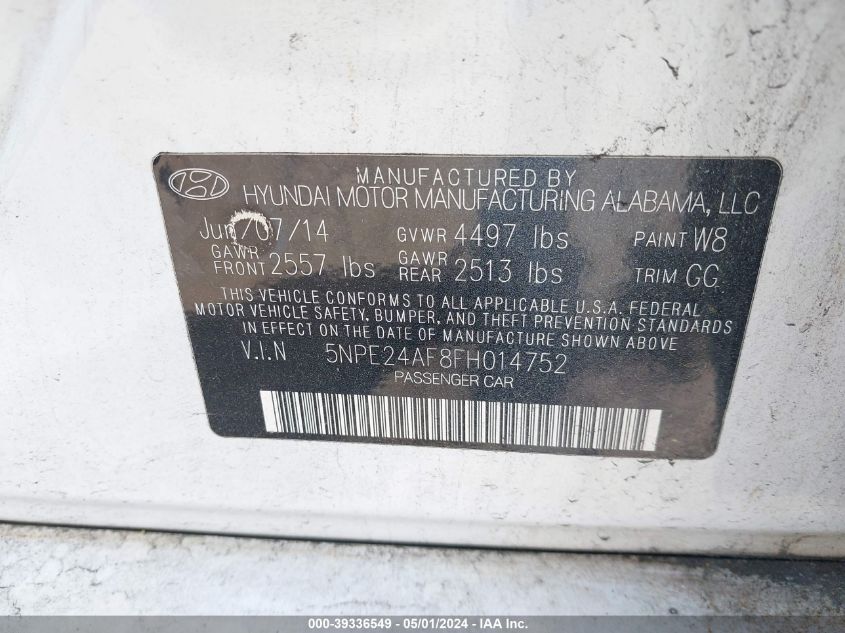 MANUFACTURED BY
HYUNDAI MOTOR MANUFACTURING ALABAMA, LLC
Jun/07/14 GVWR 4497 lbs PAINT W8
GAWR FRONT 2557 lbs GAWR REAR 2513 lbs TRIM GG
THIS VEHICLE CONFORMS TO ALL APPLICABLE U.S.A. FEDERAL
MOTOR VEHICLE SAFETY, BUMPER, AND THEFT PREVENTION STANDARDS
IN EFFECT ON THE DATE OF MANUFACTURE SHOWN ABOVE.
V.I.N 5NPE24AF8FH014752
PASSENGER CAR
000-39336549 - 05/01/2024 - IAA Inc.